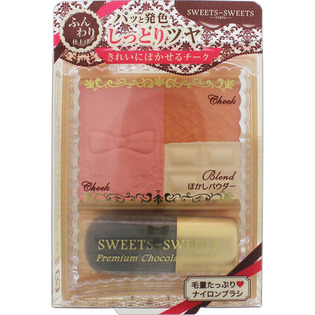 ふんわり
仕上げ
パッと発色
しっとりツヤ
SWEETS~SWEETS
きれいにぼかせるチーク
Cheek
Cheek
Blend
ぼかしパウダー
SWEETS~SWEETS
Premium Chocolat
毛量たっぷり♥
ナイロンブラシ